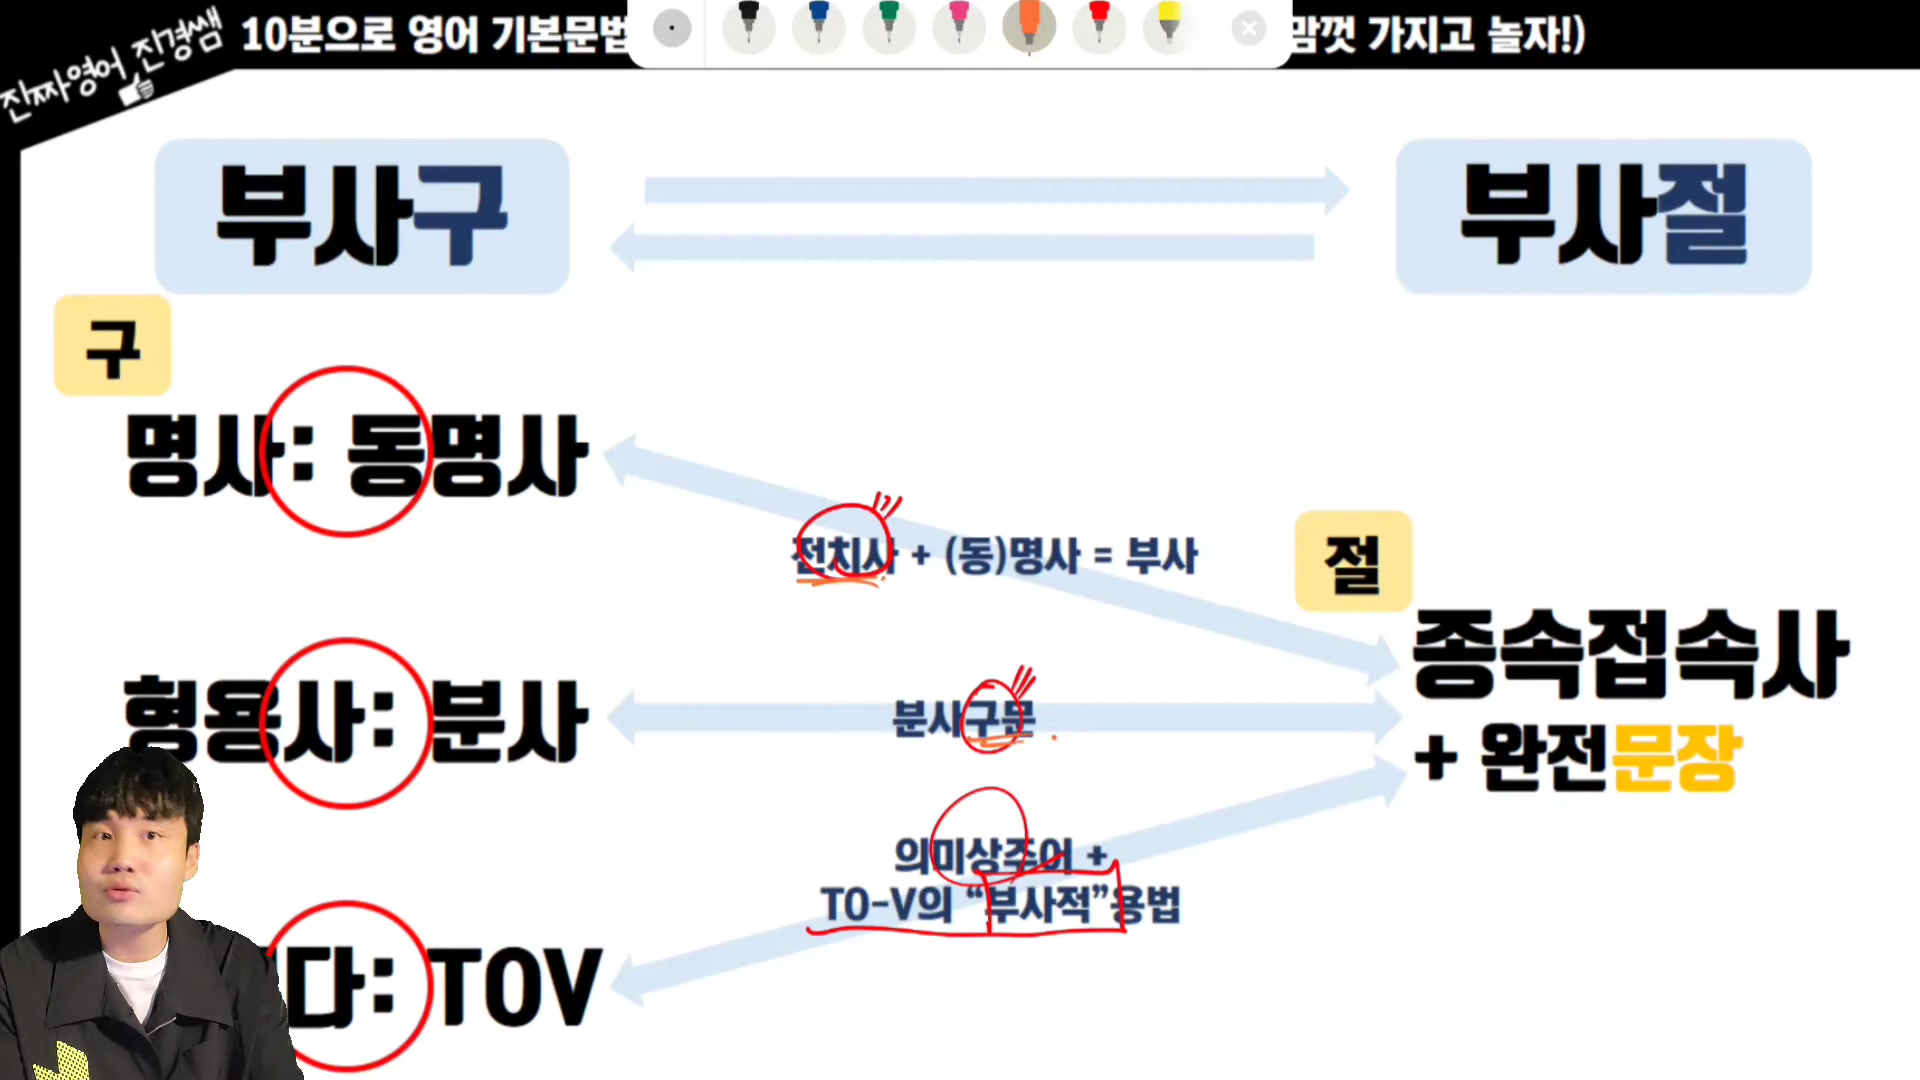 진짜영어 진경쌤
10분으로 영어 기본문법
맘껏 가지고 놀자!)
부사구
부사절
구
명사: 동명사
전치사 + (동)명사 = 부사
절
종속접속사
+ 완전문장
형용사: 분사
분사구문
의미상주어 +
TO-V의 “부사적”용법
다: TOV